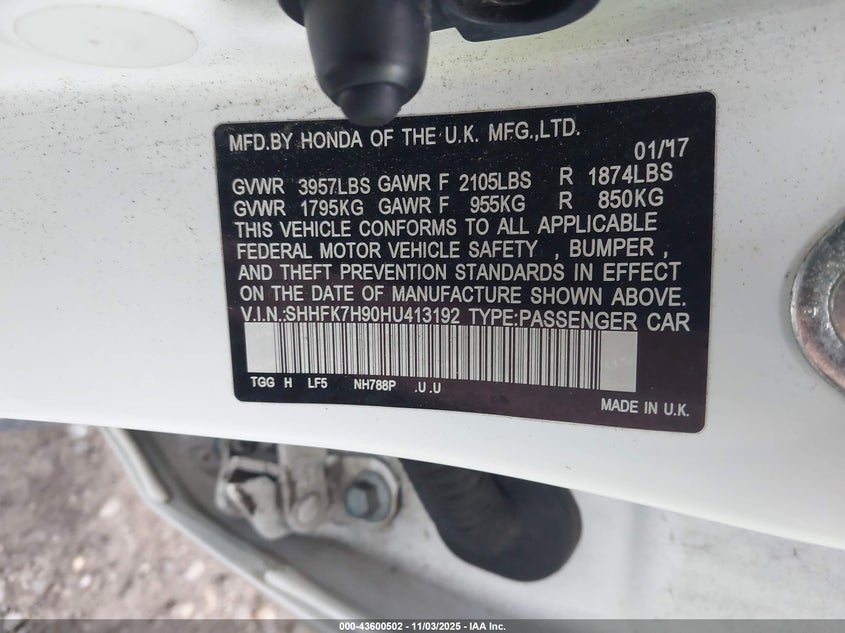 MFD.BY HONDA OF THE U.K. MFG.,LTD.
01/17
GVWR 3957LBS GAWR F 2105LBS R 1874LBS
GVWR 1795KG GAWR F 955KG R 850KG
THIS VEHICLE CONFORMS TO ALL APPLICABLE
FEDERAL MOTOR VEHICLE SAFETY , BUMPER ,
AND THEFT PREVENTION STANDARDS IN EFFECT
ON THE DATE OF MANUFACTURE SHOWN ABOVE.
V.I.N.:SHHFK7H90HU413192 TYPE:PASSENGER CAR
TGG H LF5 NH788P .U .U
MADE IN U.K.
000-43600502 - 11/03/2025 - IAA Inc.